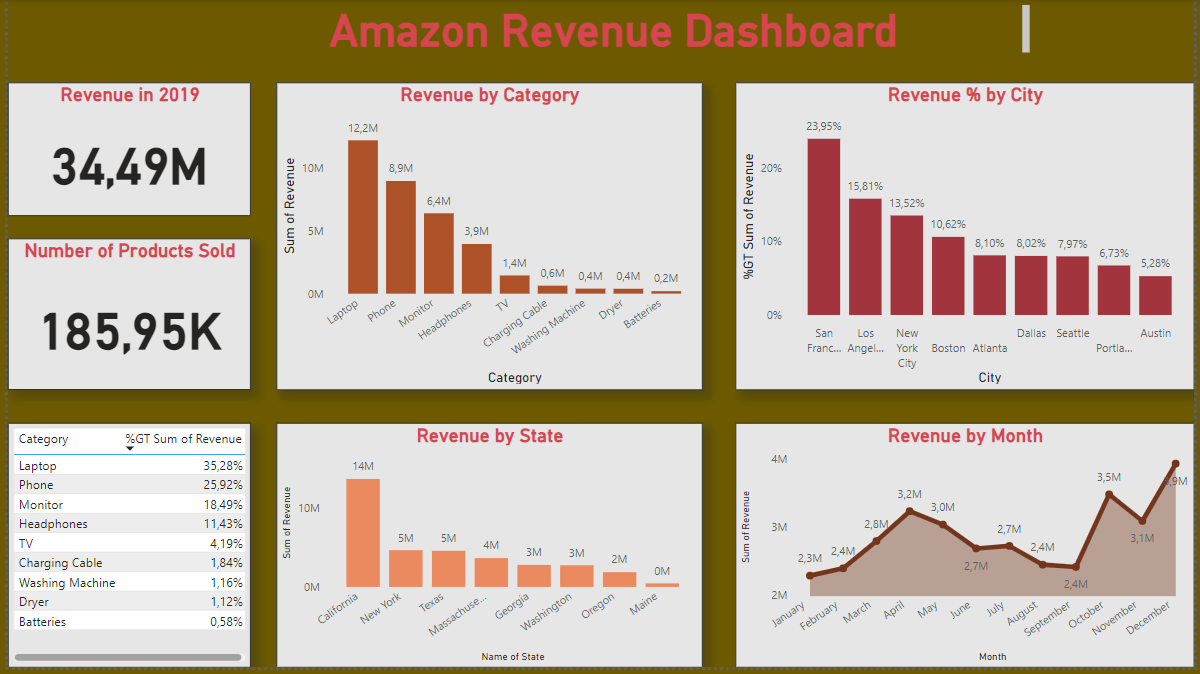 Amazon Revenue Dashboard
Revenue in 2019
34,49M
Number of Products Sold
185,95K
Category %GT Sum of Revenue
Laptop 35,28%
Phone 25,92%
Monitor 18,49%
Headphones 11,43%
TV 4,19%
Charging Cable 1,84%
Washing Machine 1,16%
Dryer 1,12%
Batteries 0,58%
Revenue by Category
Sum of Revenue
10M
5M
0M
12,2M 8,9M 6,4M 3,9M 1,4M 0,6M 0,4M 0,4M 0,2M
Laptop Phone Monitor Headphones TV Charging Cable Washing Machine Dryer Batteries
Category
Revenue % by City
%GT Sum of Revenue
20%
10%
0%
23,95% 15,81% 13,52% 10,62% 8,10% 8,02% 7,97% 6,73% 5,28%
San Franc... Los Angel... New York City Boston Atlanta Dallas Seattle Portla... Austin
City
Revenue by State
Sum of Revenue
10M
0M
14M 5M 5M 4M 3M 3M 2M 0M
California New York Texas Massachuse... Georgia Washington Oregon Maine
Name of State
Revenue by Month
Sum of Revenue
4M
3M
2M
2,3M 2,4M 2,8M 3,2M 3,0M 2,7M 2,7M 2,4M 2,4M 3,5M 3,1M
January February March April May June July August September October November December
Month